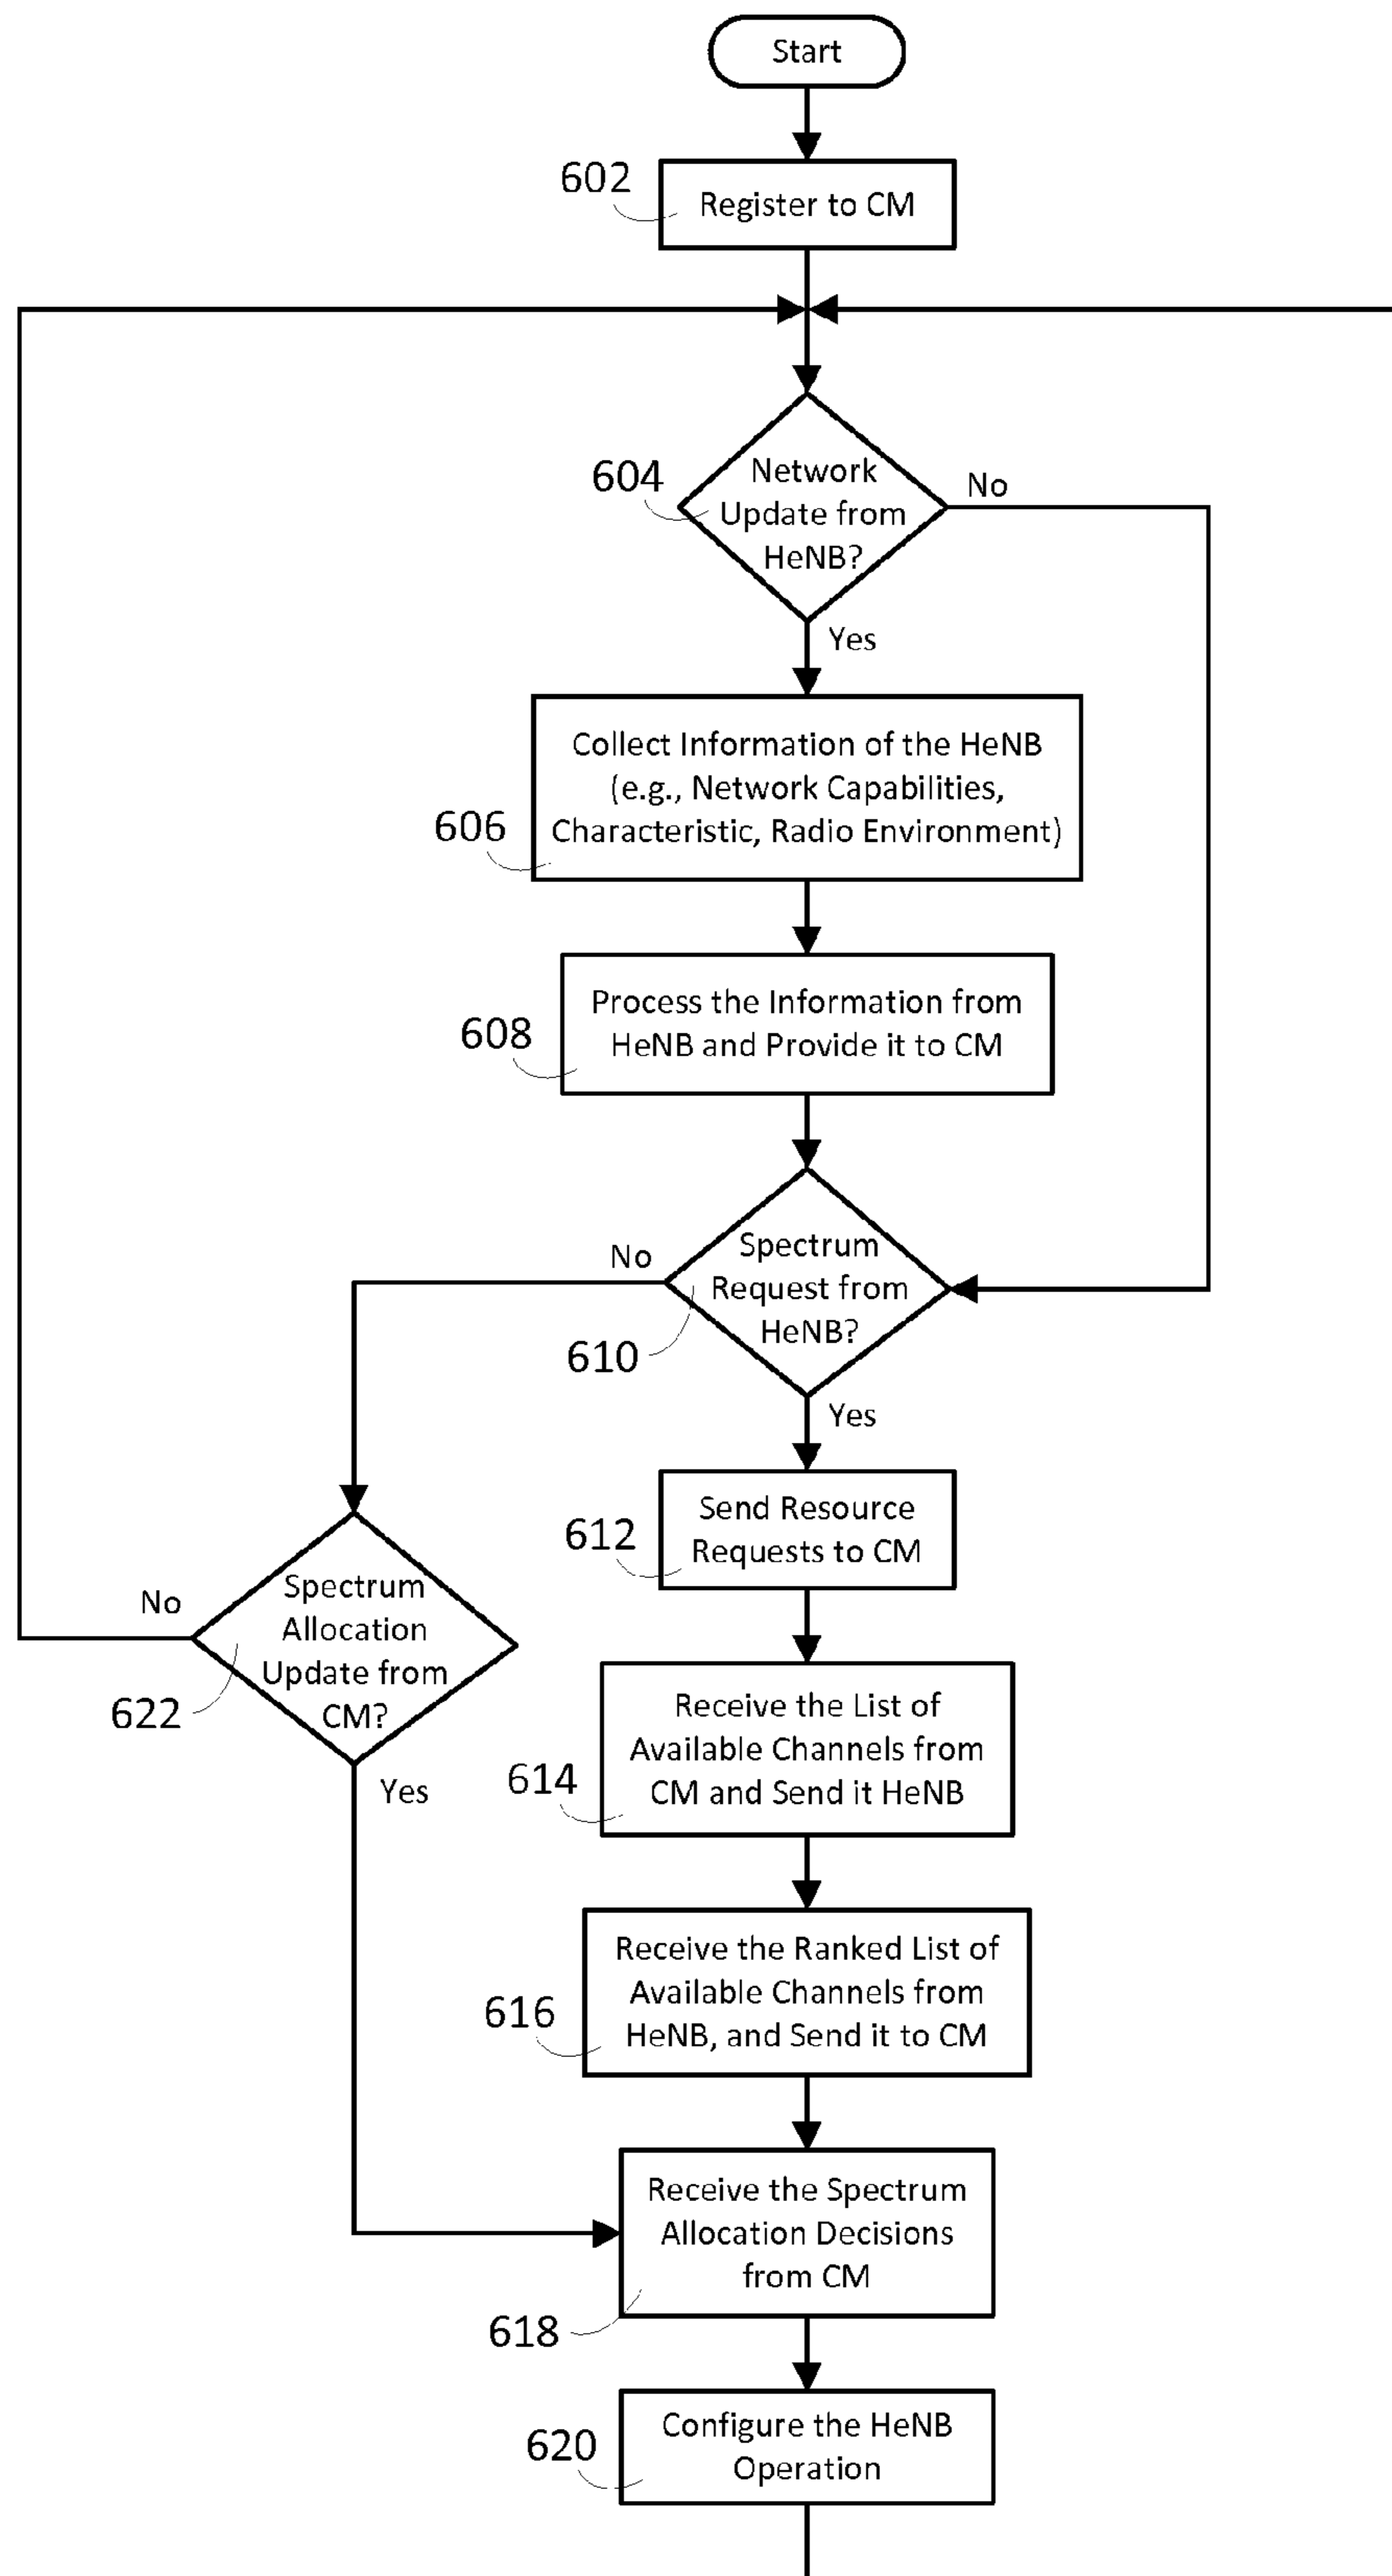 Start
602
Register to CM
604
Network
Update from
HeNB?
No
Yes
Collect Information of the HeNB
(e.g., Network Capabilities,
Characteristic, Radio Environment)
606
Process the Information from
HeNB and Provide it to CM
608
No
Spectrum
Request from
HeNB?
610
Yes
Send Resource
Requests to CM
612
No
Spectrum
Allocation
Update from
CM?
622
Yes
Receive the List of
Available Channels from
CM and Send it HeNB
614
Receive the Ranked List of
Available Channels from
HeNB, and Send it to CM
616
Receive the Spectrum
Allocation Decisions
from CM
618
Configure the HeNB
Operation
620